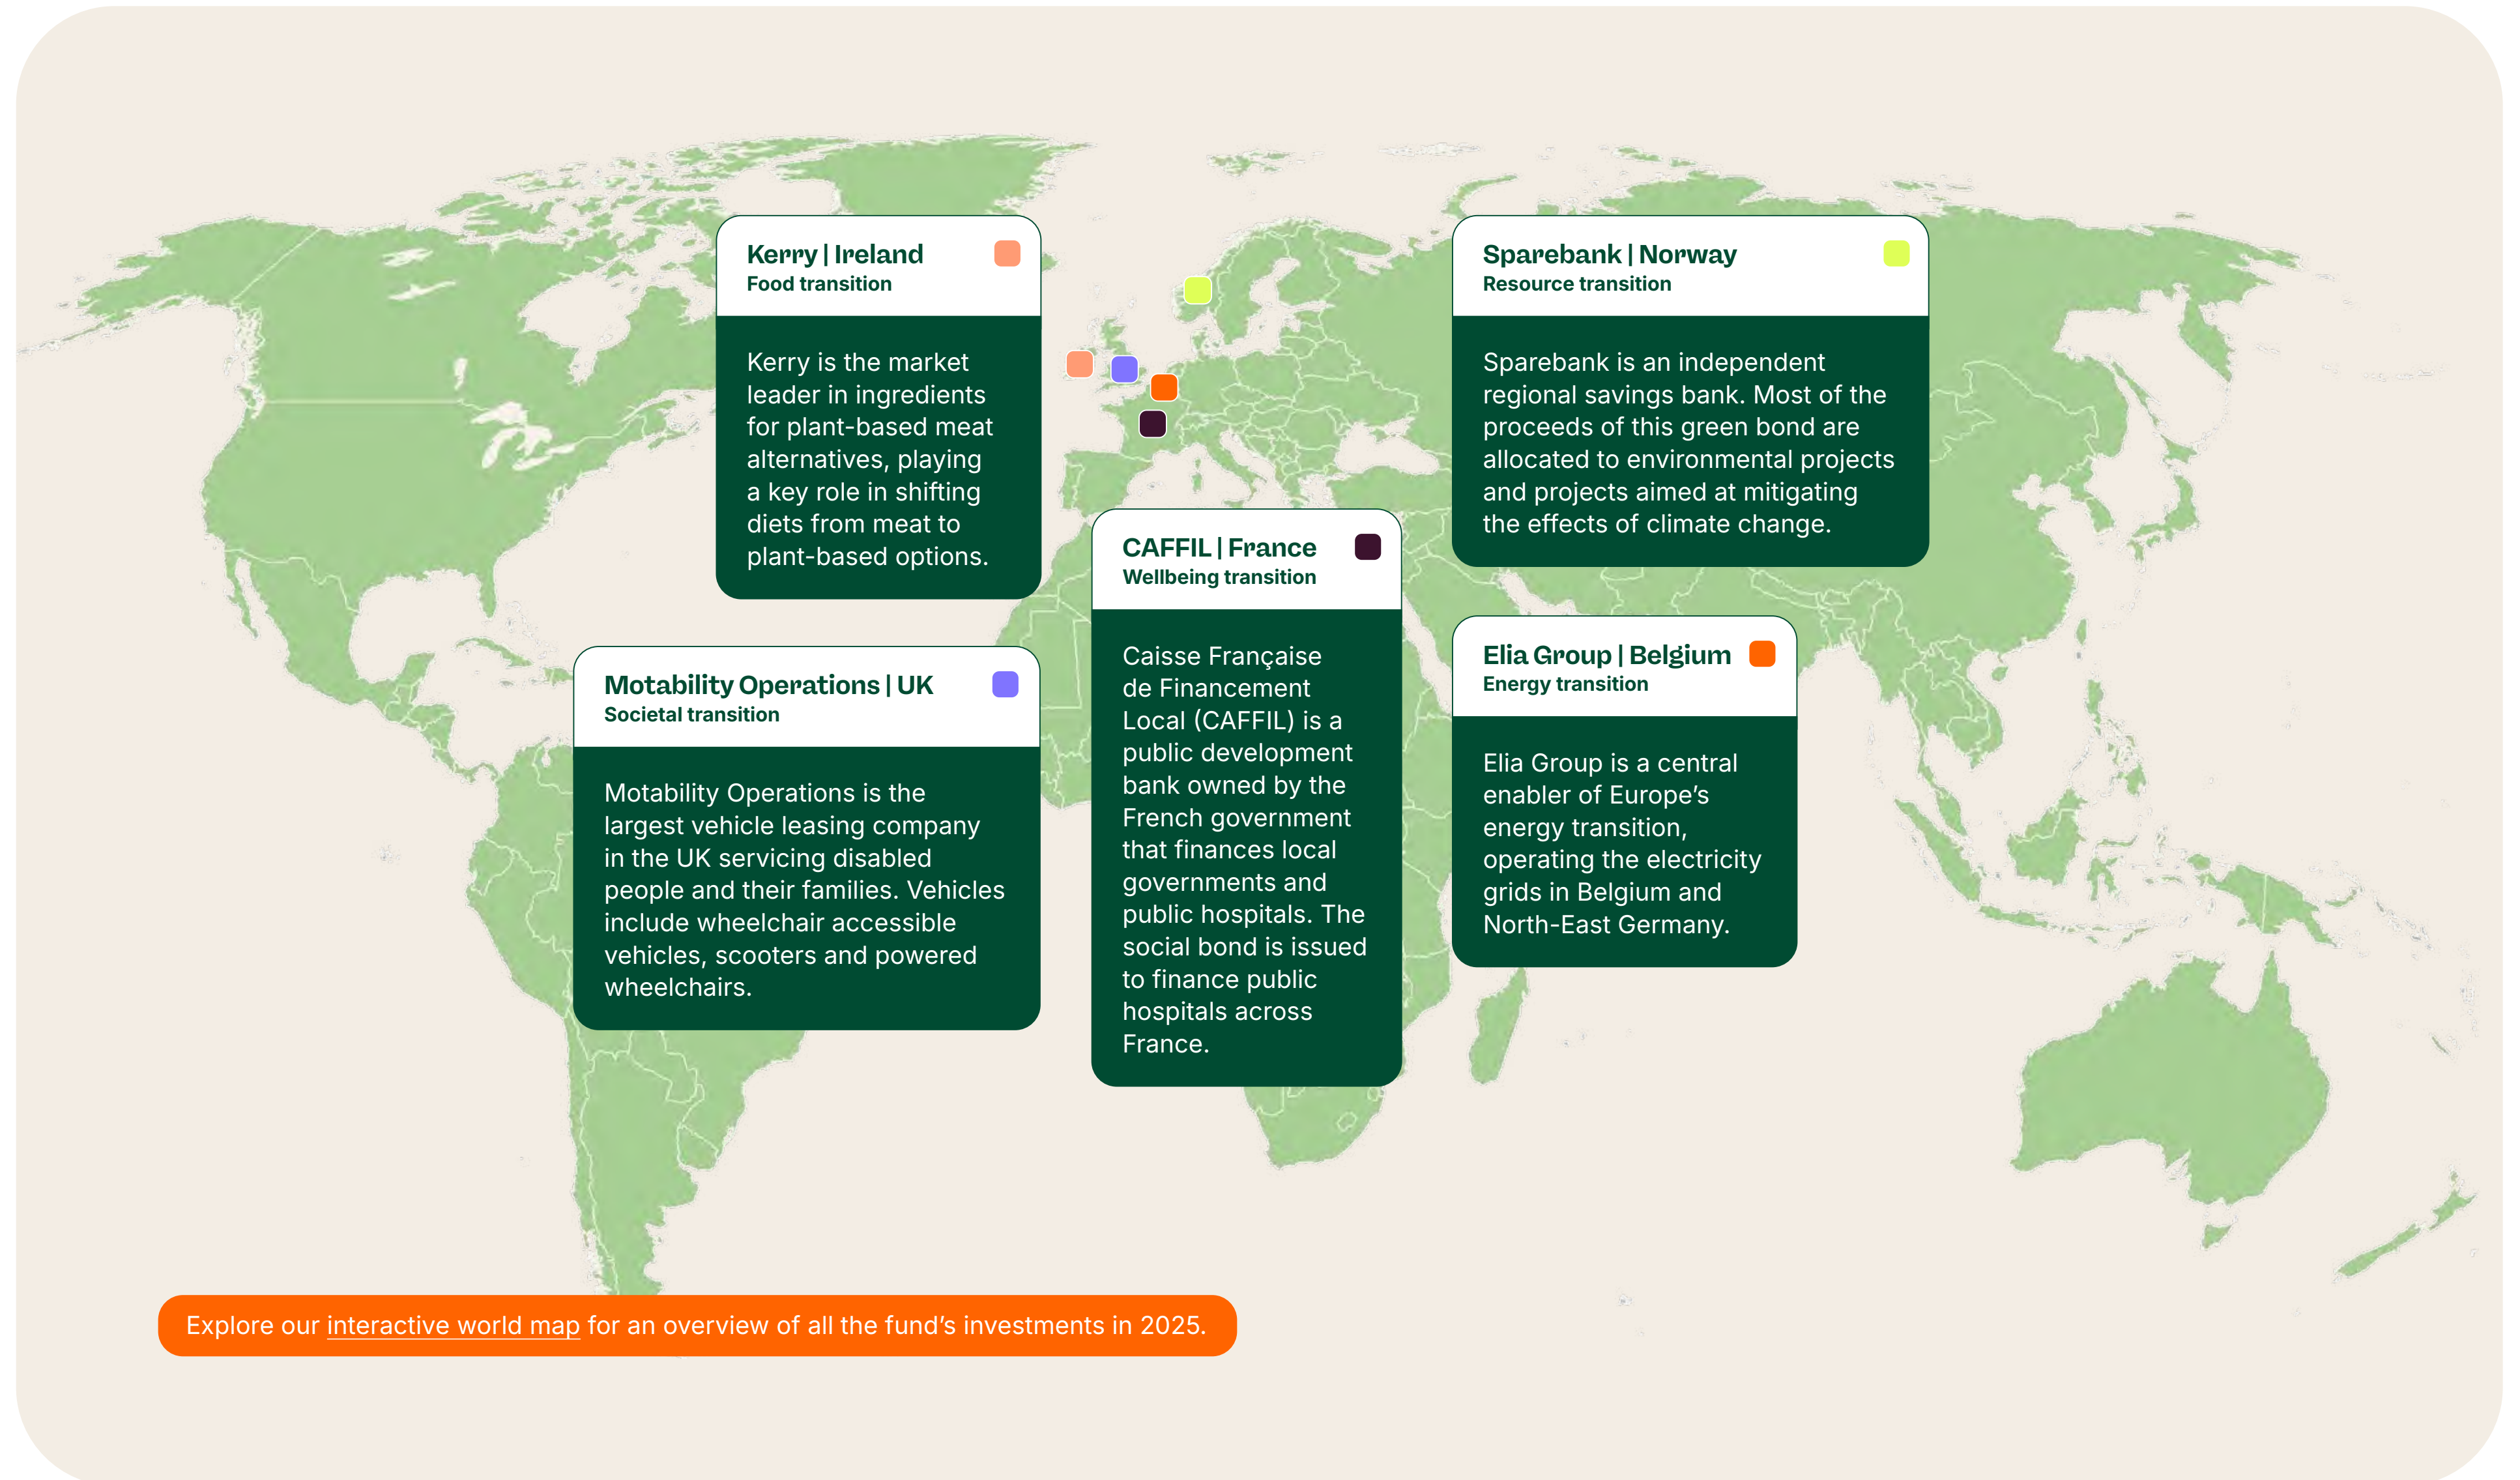 Kerry | Ireland
Food transition
Kerry is the market
leader in ingredients
for plant-based meat
alternatives, playing
a key role in shifting
diets from meat to
plant-based options.
Sparebank | Norway
Resource transition
Sparebank is an independent
regional savings bank. Most of the
proceeds of this green bond are
allocated to environmental projects
and projects aimed at mitigating
the effects of climate change.
CAFFIL | France
Wellbeing transition
Caisse Française
de Financement
Local (CAFFIL) is a
public development
bank owned by the
French government
that finances local
governments and
public hospitals. The
social bond is issued
to finance public
hospitals across
France.
Elia Group | Belgium
Energy transition
Elia Group is a central
enabler of Europe’s
energy transition,
operating the electricity
grids in Belgium and
North-East Germany.
Motability Operations | UK
Societal transition
Motability Operations is the
largest vehicle leasing company
in the UK servicing disabled
people and their families. Vehicles
include wheelchair accessible
vehicles, scooters and powered
wheelchairs.
Explore our interactive world map for an overview of all the fund’s investments in 2025.